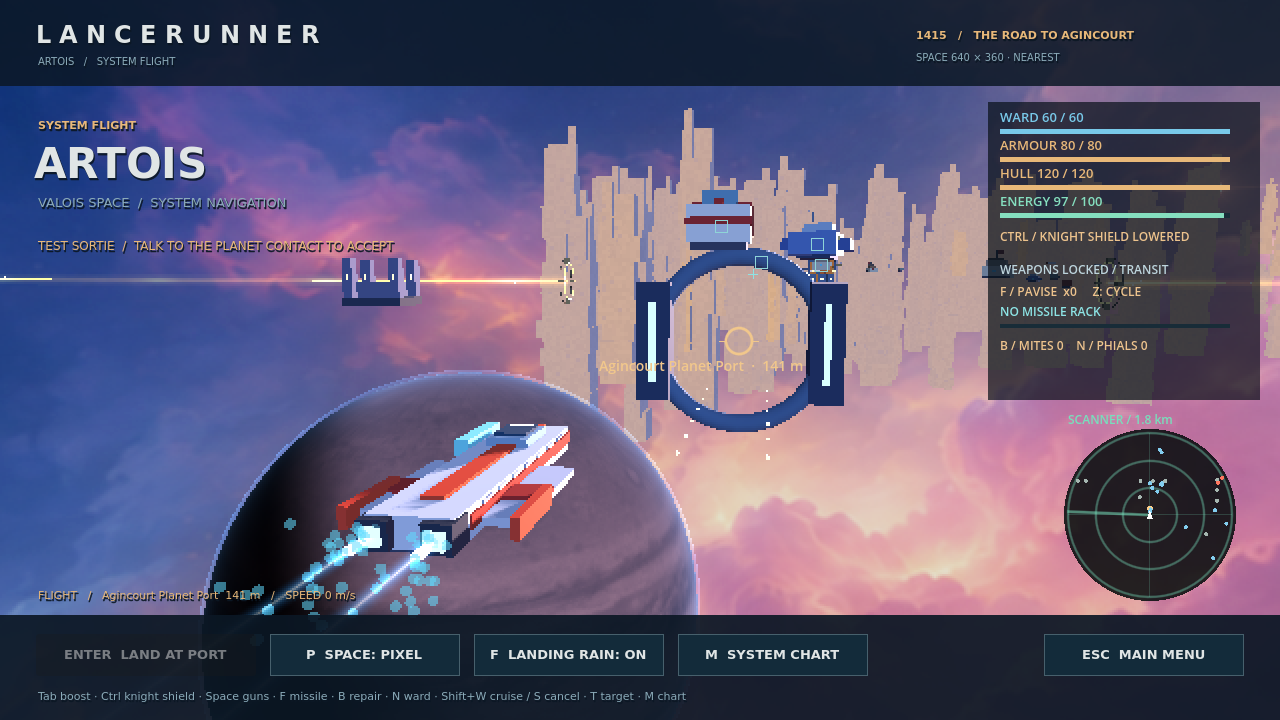 LANCERUNNER
ARTOIS / SYSTEM FLIGHT
1415 / THE ROAD TO AGINCOURT
SPACE 640 × 360 · NEAREST
SYSTEM FLIGHT
ARTOIS
VALOIS SPACE / SYSTEM NAVIGATION
TEST SORTIE / TALK TO THE PLANET CONTACT TO ACCEPT
WARD 60 / 60
ARMOUR 80 / 80
HULL 120 / 120
ENERGY 97 / 100
CTRL / KNIGHT SHIELD LOWERED
WEAPONS LOCKED / TRANSIT
F / PAVISE x0 Z: CYCLE
NO MISSILE RACK
B / MITES 0 N / PHIALS 0
Agincourt Planet Port · 141 m
SCANNER / 1.8 km
FLIGHT / Agincourt Planet Port 141 m / SPEED 0 m/s
ENTER LAND AT PORT
P SPACE: PIXEL
F LANDING RAIN: ON
M SYSTEM CHART
ESC MAIN MENU
Tab boost · Ctrl knight shield · Space guns · F missile · B repair · N ward · Shift+W cruise / S cancel · T target · M chart